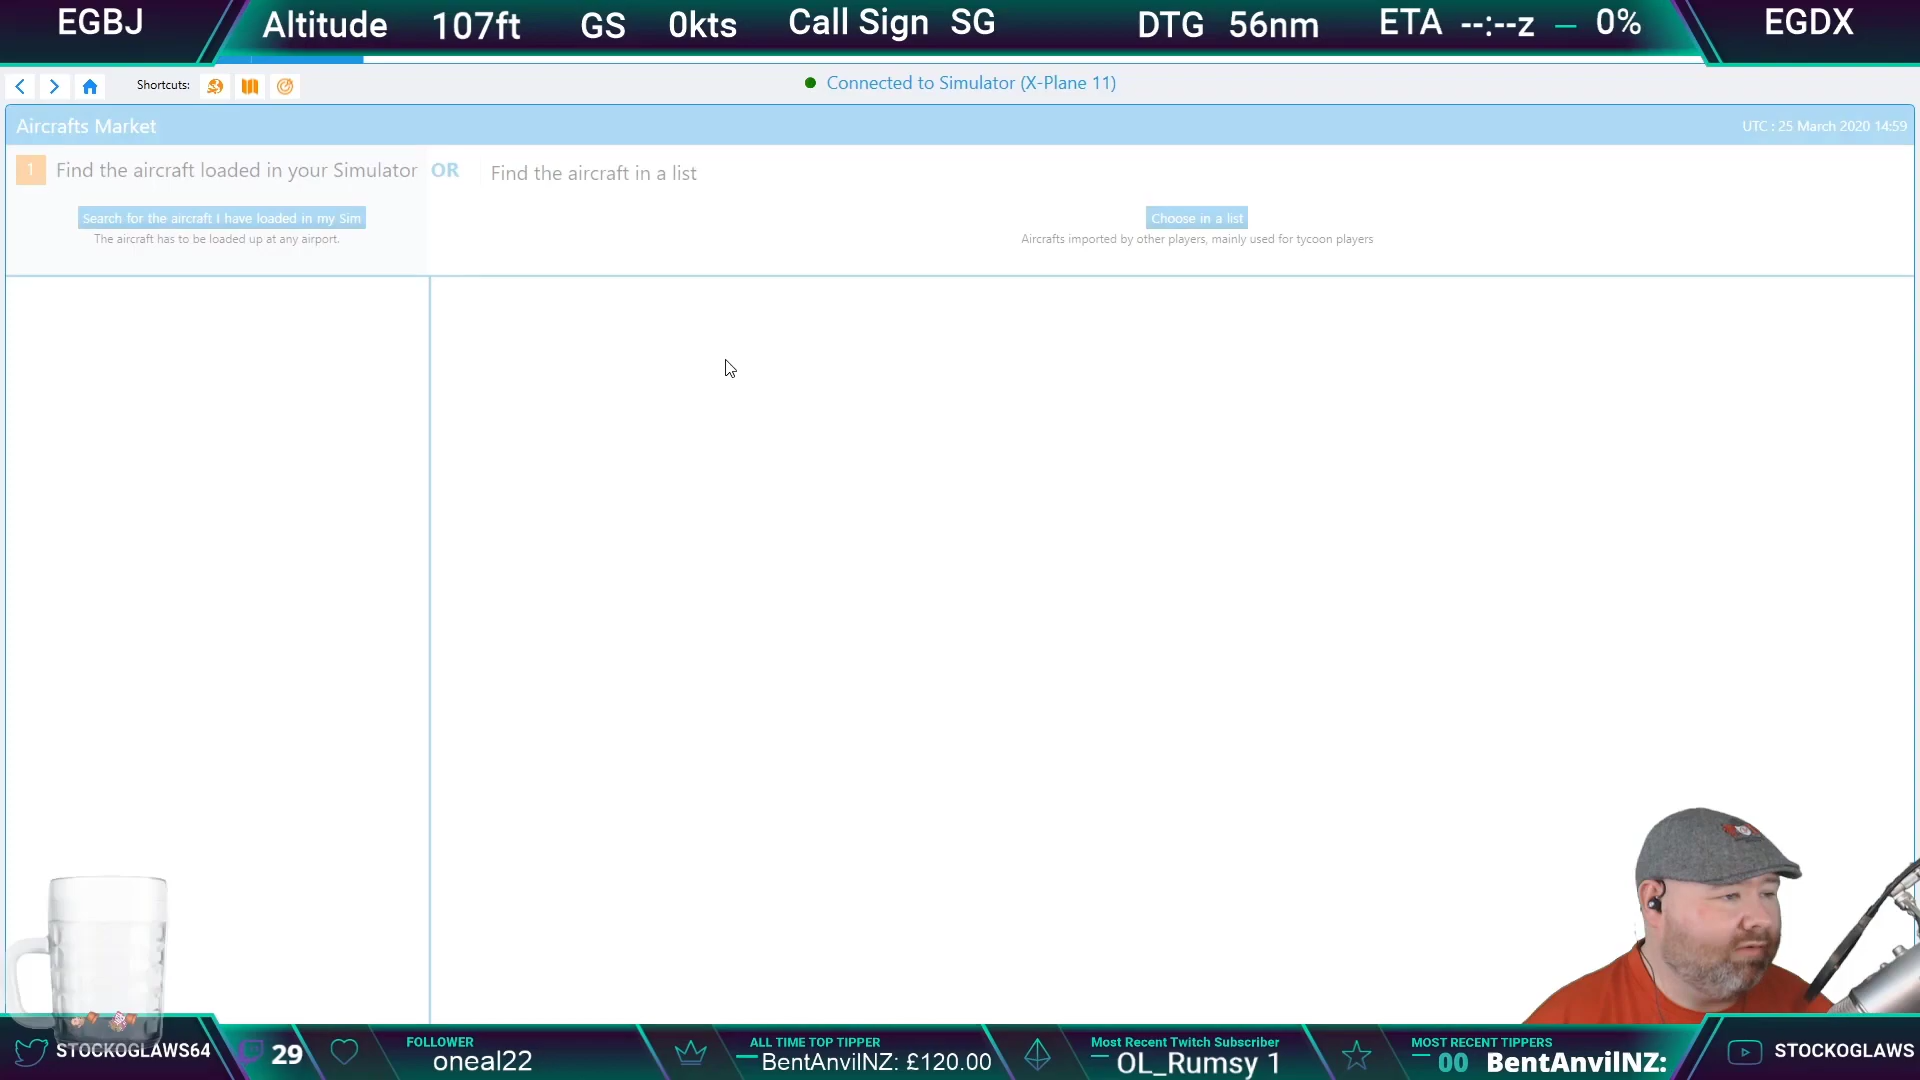 EGBJ
Altitude 107ft GS 0kts Call Sign SG DTG 56nm ETA --:--z — 0%
EGDX
Shortcuts:
Connected to Simulator (X-Plane 11)
Aircrafts Market
UTC : 25 March 2020 14:59
1 Find the aircraft loaded in your Simulator OR Find the aircraft in a list
Search for the aircraft I have loaded in my Sim
The aircraft has to be loaded up at any airport.
Choose in a list
Aircrafts imported by other players, mainly used for tycoon players
STOCKOGLAWS64
29
FOLLOWER
oneal22
ALL TIME TOP TIPPER
BentAnvilNZ: £120.00
Most Recent Twitch Subscriber
OL_Rumsy 1
MOST RECENT TIPPERS
00 BentAnvilNZ:
STOCKOGLAWS